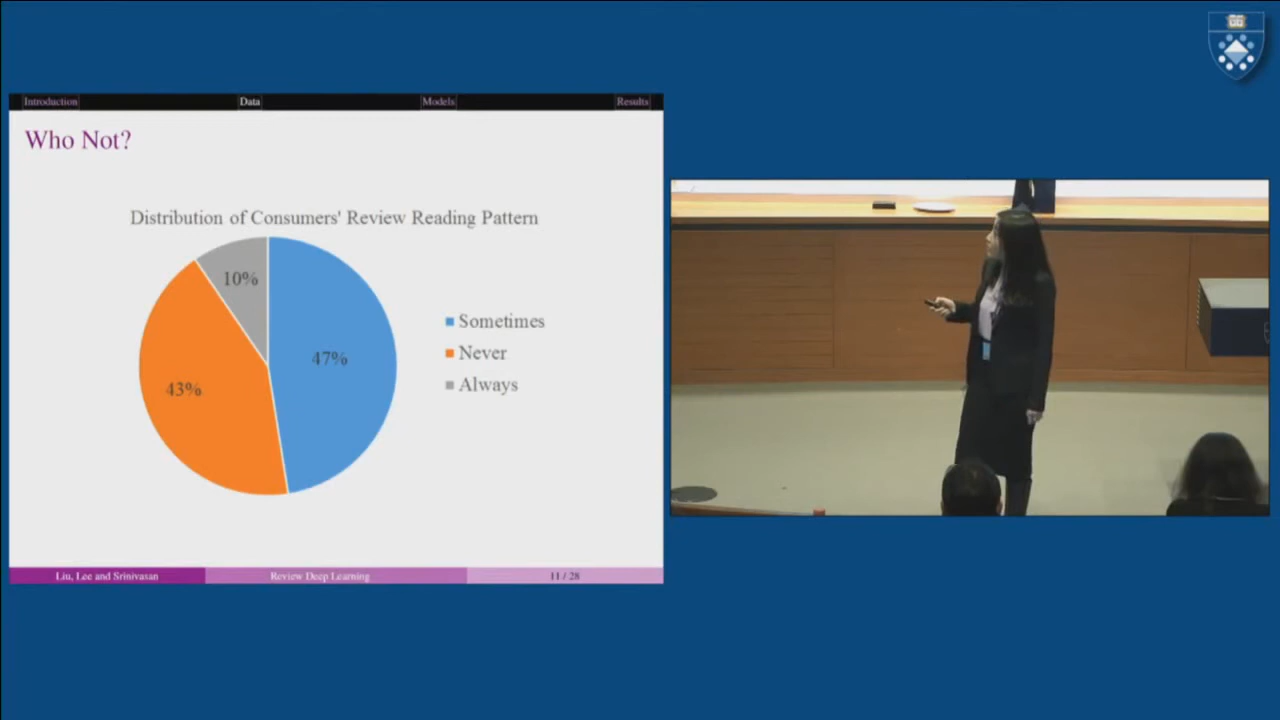 Introduction Data Models Results
Who Not?
Distribution of Consumers' Review Reading Pattern
10%
47%
43%
Sometimes
Never
Always
Liu, Lee and Srinivasan Review Deep Learning 11 / 28